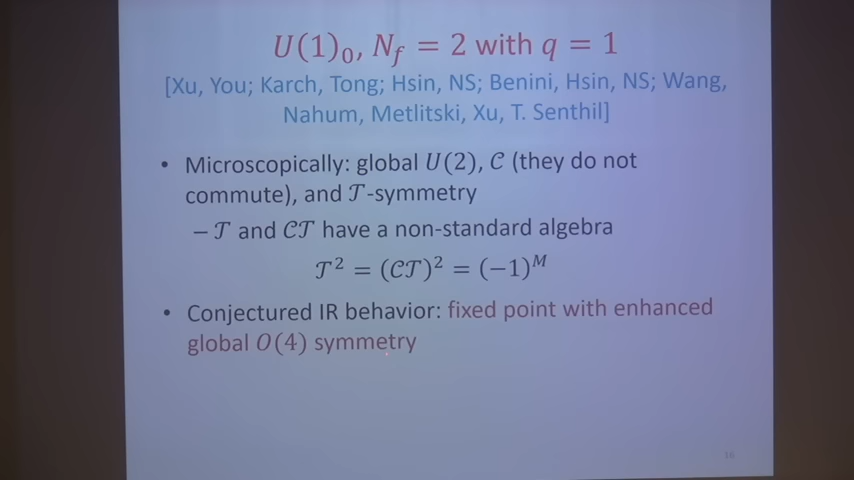 U(1)₀, N_f = 2 with q = 1
[Xu, You; Karch, Tong; Hsin, NS; Benini, Hsin, NS; Wang,
Nahum, Metlitski, Xu, T. Senthil]
• Microscopically: global U(2), 𝒞 (they do not
commute), and 𝒯-symmetry
– 𝒯 and 𝒞𝒯 have a non-standard algebra
𝒯² = (𝒞𝒯)² = (−1)^M
• Conjectured IR behavior: fixed point with enhanced
global O(4) symmetry
16